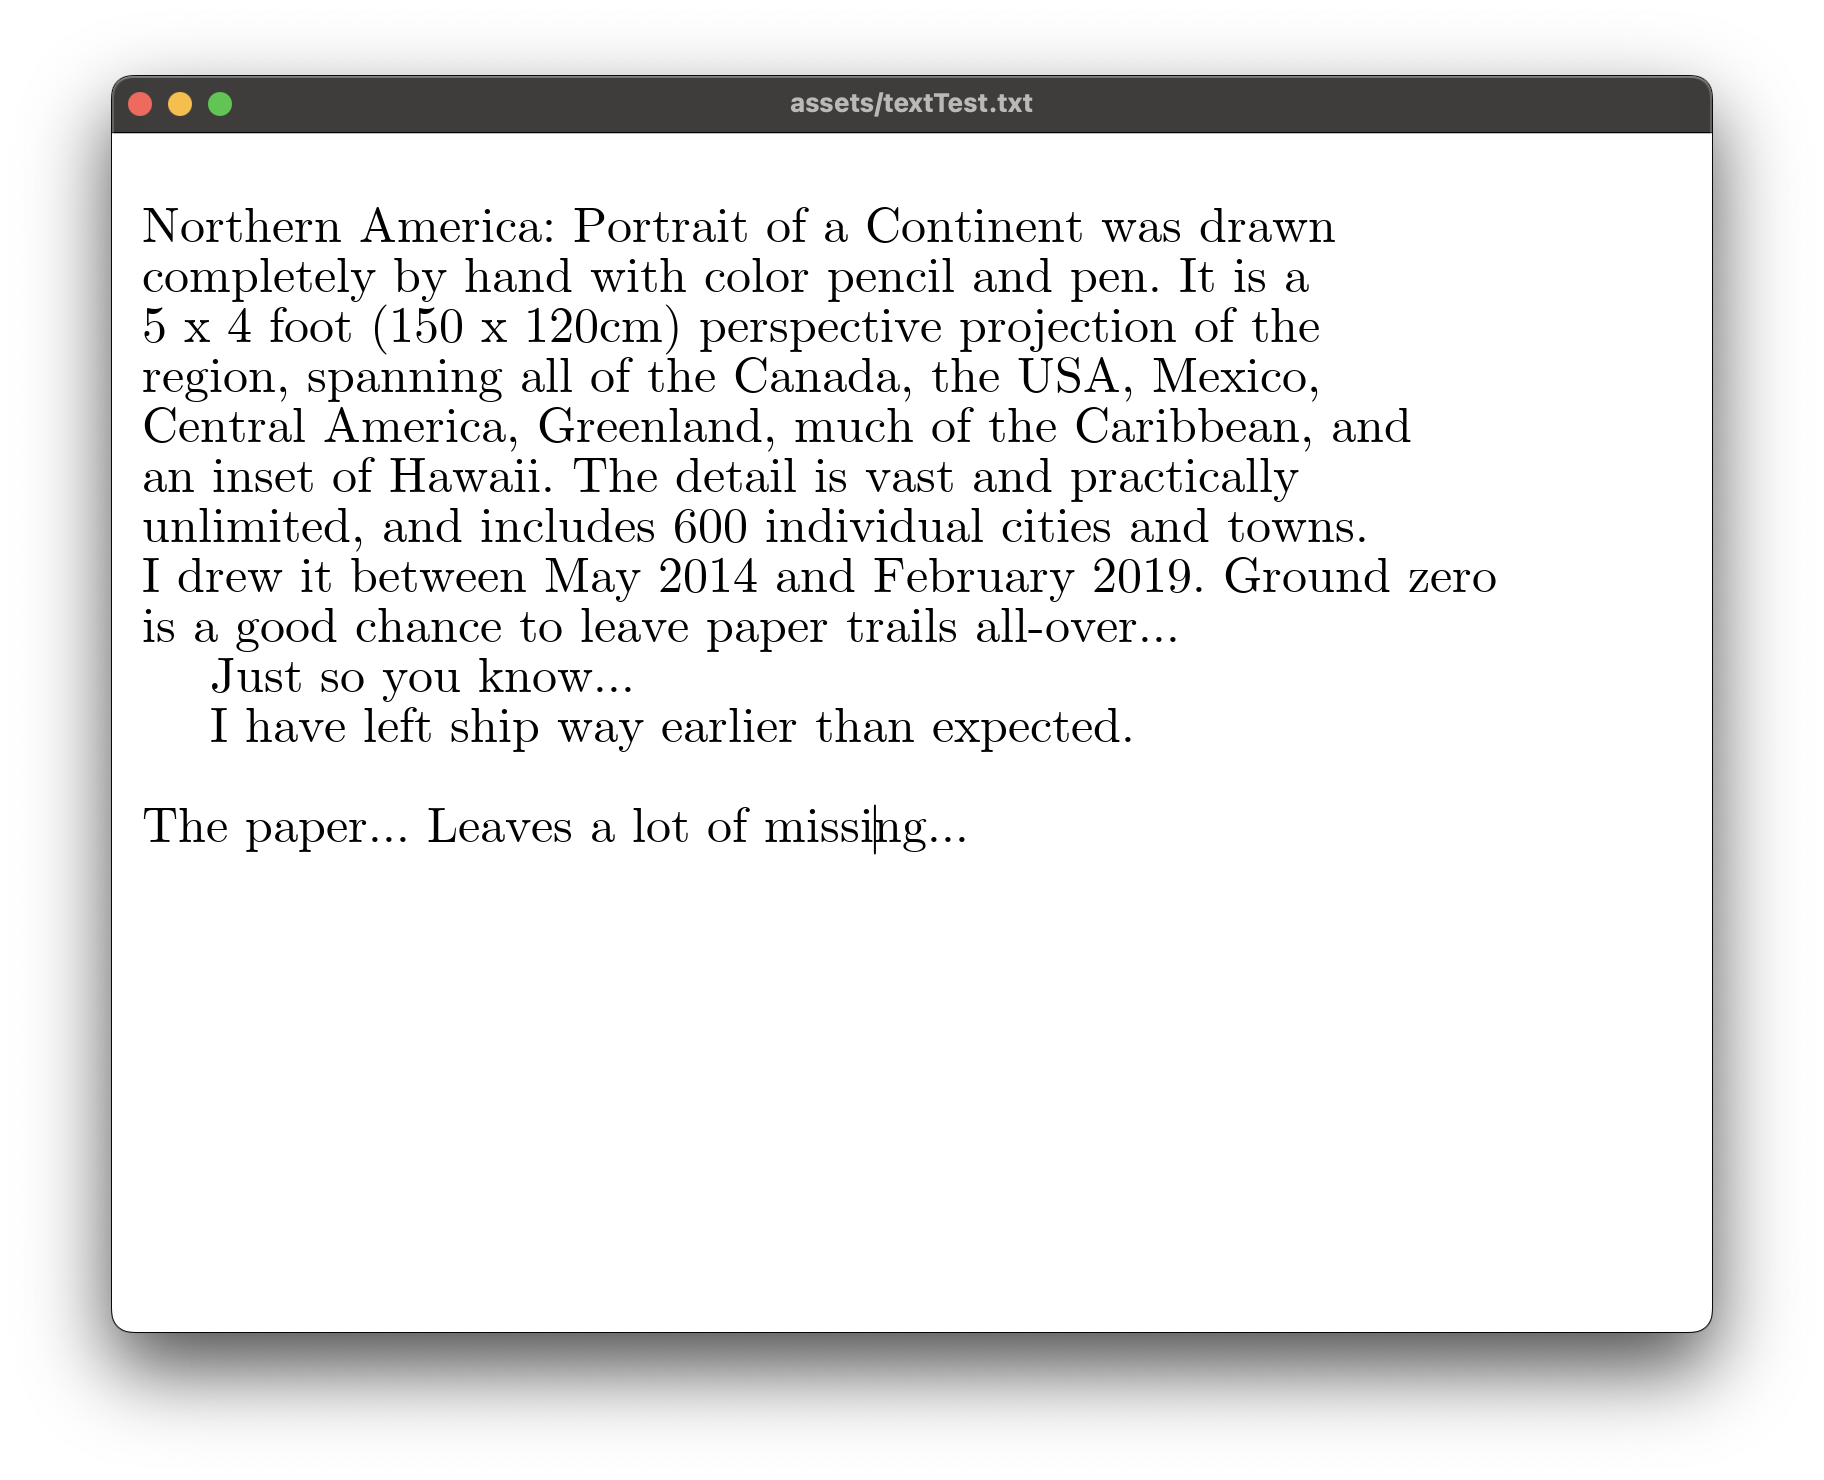 assets/textTest.txt
Northern America: Portrait of a Continent was drawn
completely by hand with color pencil and pen. It is a
5 x 4 foot (150 x 120cm) perspective projection of the
region, spanning all of the Canada, the USA, Mexico,
Central America, Greenland, much of the Caribbean, and
an inset of Hawaii. The detail is vast and practically
unlimited, and includes 600 individual cities and towns.
I drew it between May 2014 and February 2019. Ground zero
is a good chance to leave paper trails all-over...
Just so you know...
I have left ship way earlier than expected.
The paper... Leaves a lot of missing...